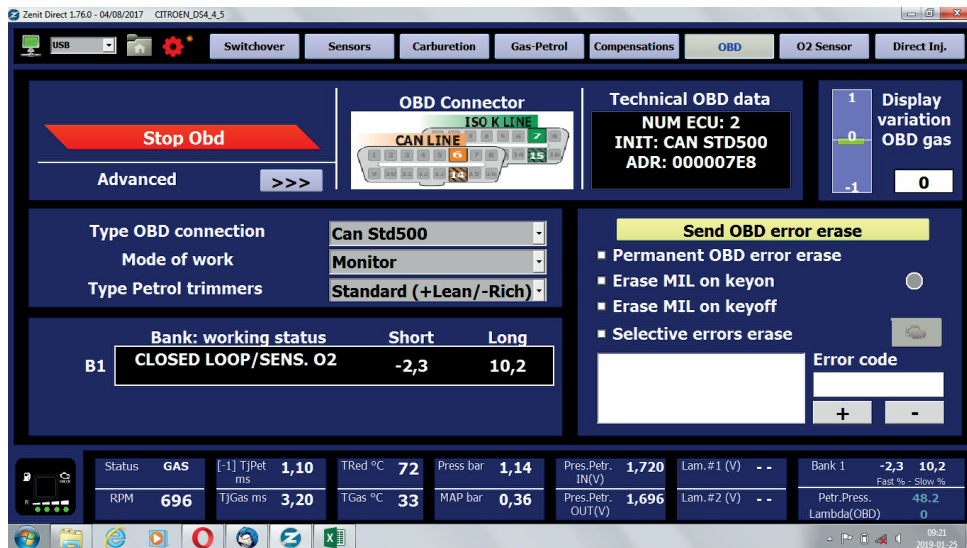 Zenit Direct 1.76.0 - 04/08/2017 CITROEN_DS4_4_5
USB
Switchover
Sensors
Carburetion
Gas-Petrol
Compensations
OBD
O2 Sensor
Direct Inj.
Stop Obd
Advanced
>>>
OBD Connector
ISO K LINE
CAN LINE
7
15
6
14
Technical OBD data
NUM ECU: 2
INIT: CAN STD500
ADR: 000007E8
1
0
-1
Display
variation
OBD gas
0
Type OBD connection
Can Std500
Mode of work
Monitor
Type Petrol trimmers
Standard (+Lean/-Rich)
Bank: working status Short Long
B1 CLOSED LOOP/SENS. O2 -2,3 10,2
Send OBD error erase
Permanent OBD error erase
Erase MIL on keyon
Erase MIL on keyoff
Selective errors erase
Error code
+ -
Status GAS
RPM 696
[-1] TjPet
ms
1,10
TjGas ms 3,20
TRed °C 72
TGas °C 33
Press bar 1,14
MAP bar 0,36
Pres.Petr.
IN(V)
1,720
Pres.Petr.
OUT(V)
1,696
Lam.#1 (V) - -
Lam.#2 (V) - -
Bank 1 -2,3 10,2
Fast % - Slow %
Petr.Press. 48.2
Lambda(OBD) 0
09:21
2019-01-25